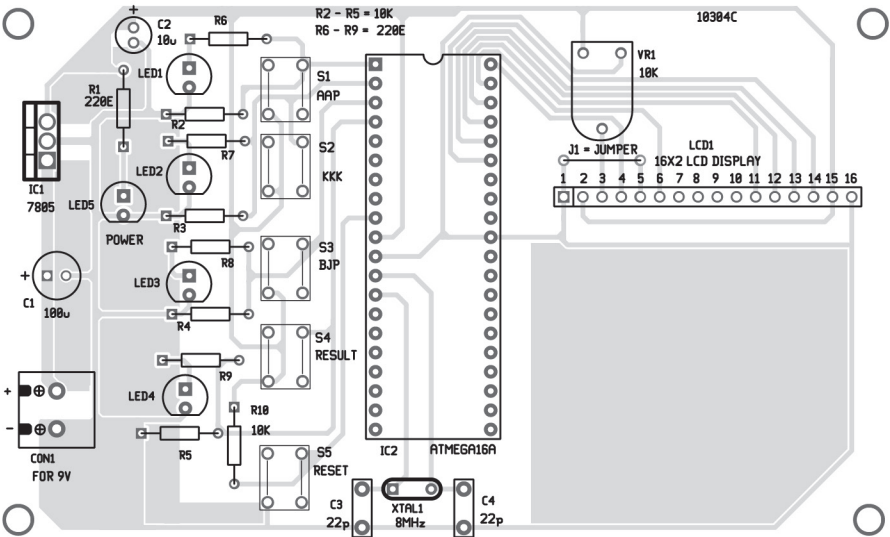 R2 - R5 = 10K
R6 - R9 = 220E
10304C
C2
10u
R6
LED1
R1
220E
S1
AAP
VR1
10K
R2
R7
S2
KKK
J1 = JUMPER
LCD1
16X2 LCD DISPLAY
1 2 3 4 5 6 7 8 9 10 11 12 13 14 15 16
IC1
7805
LED2
LED5
POWER
R3
R8
S3
BJP
+
C1
100u
LED3
R4
S4
RESULT
R9
+
-
CON1
FOR 9V
LED4
R10
10K
R5
S5
RESET
IC2 ATMEGA16A
C3
22p
XTAL1
8MHz
C4
22p